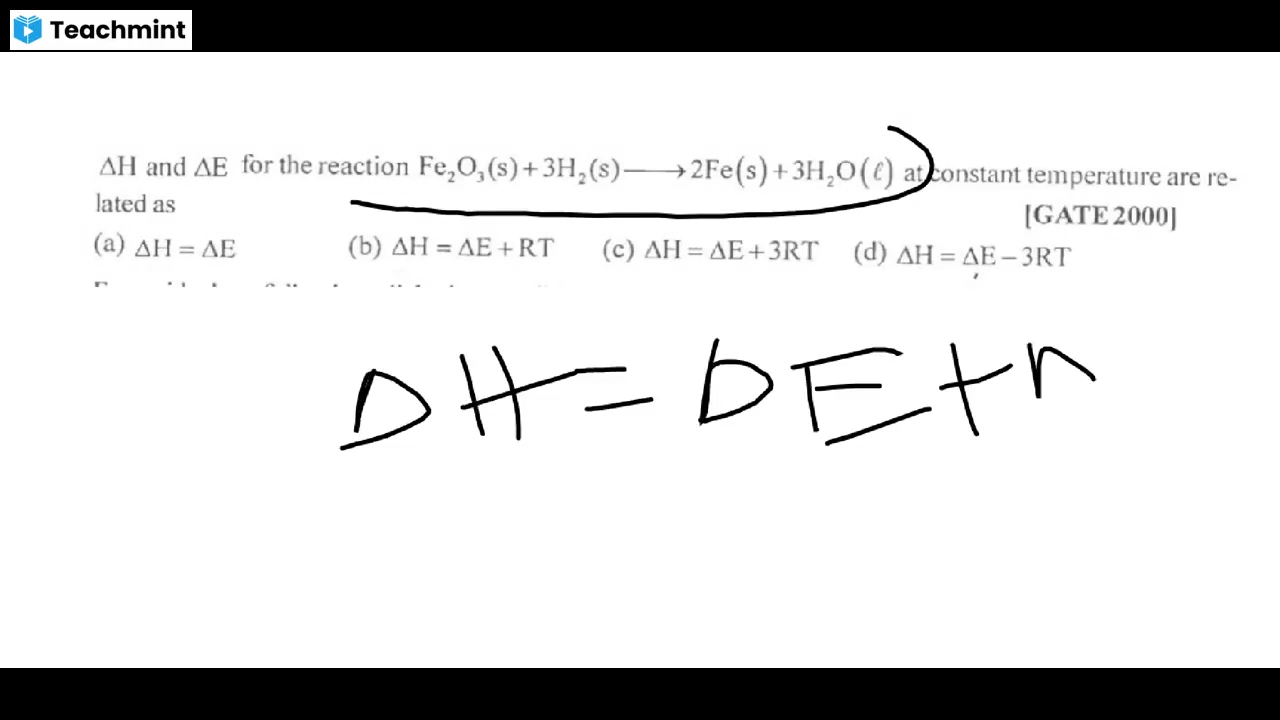 Teachmint
ΔH and ΔE for the reaction Fe₂O₃(s)+3H₂(s)⟶2Fe(s)+3H₂O(ℓ) at constant temperature are re-
lated as
[GATE 2000]
(a) ΔH = ΔE (b) ΔH = ΔE + RT (c) ΔH = ΔE + 3RT (d) ΔH = ΔE − 3RT
ΔH = ΔE + n